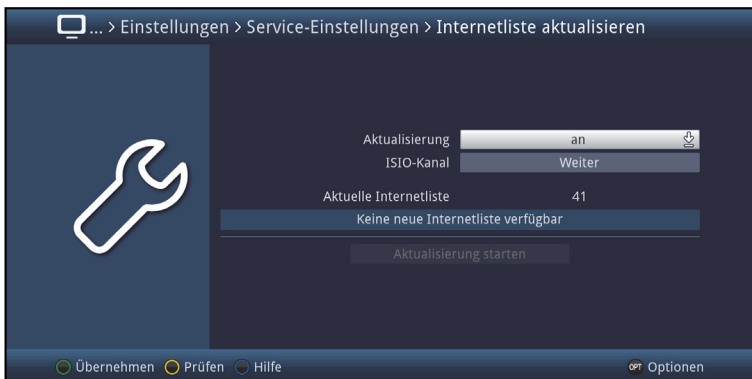 ... > Einstellungen > Service-Einstellungen > Internetliste aktualisieren
Aktualisierung an
ISIO-Kanal Weiter
Aktuelle Internetliste 41
Keine neue Internetliste verfügbar
Aktualisierung starten
Übernehmen Prüfen Hilfe OPT Optionen